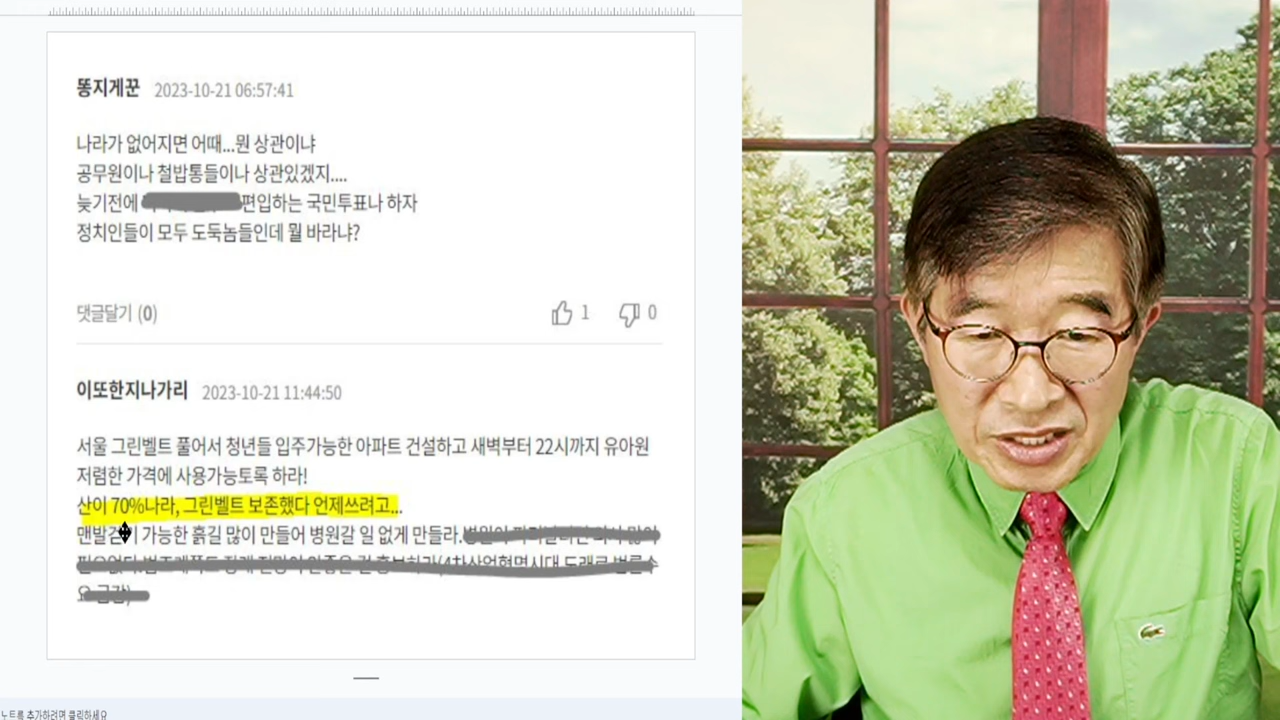 똥지게꾼 2023-10-21 06:57:41
나라가 없어지면 어때...뭔 상관이냐
공무원이나 철밥통들이나 상관있겠지....
늦기전에 편입하는 국민투표나 하자
정치인들이 모두 도둑놈들인데 뭘 바라냐?
댓글달기 (0) 1 0
이또한지나가리 2023-10-21 11:44:50
서울 그린벨트 풀어서 청년들 입주가능한 아파트 건설하고 새벽부터 22시까지 유아원
저렴한 가격에 사용가능토록 하라!
산이 70%나라, 그린벨트 보존했다 언제쓰려고...
가능한 흙길 많이 만들어 병원갈 일 없게 만들라.
노트를 추가하려면 클릭하세요